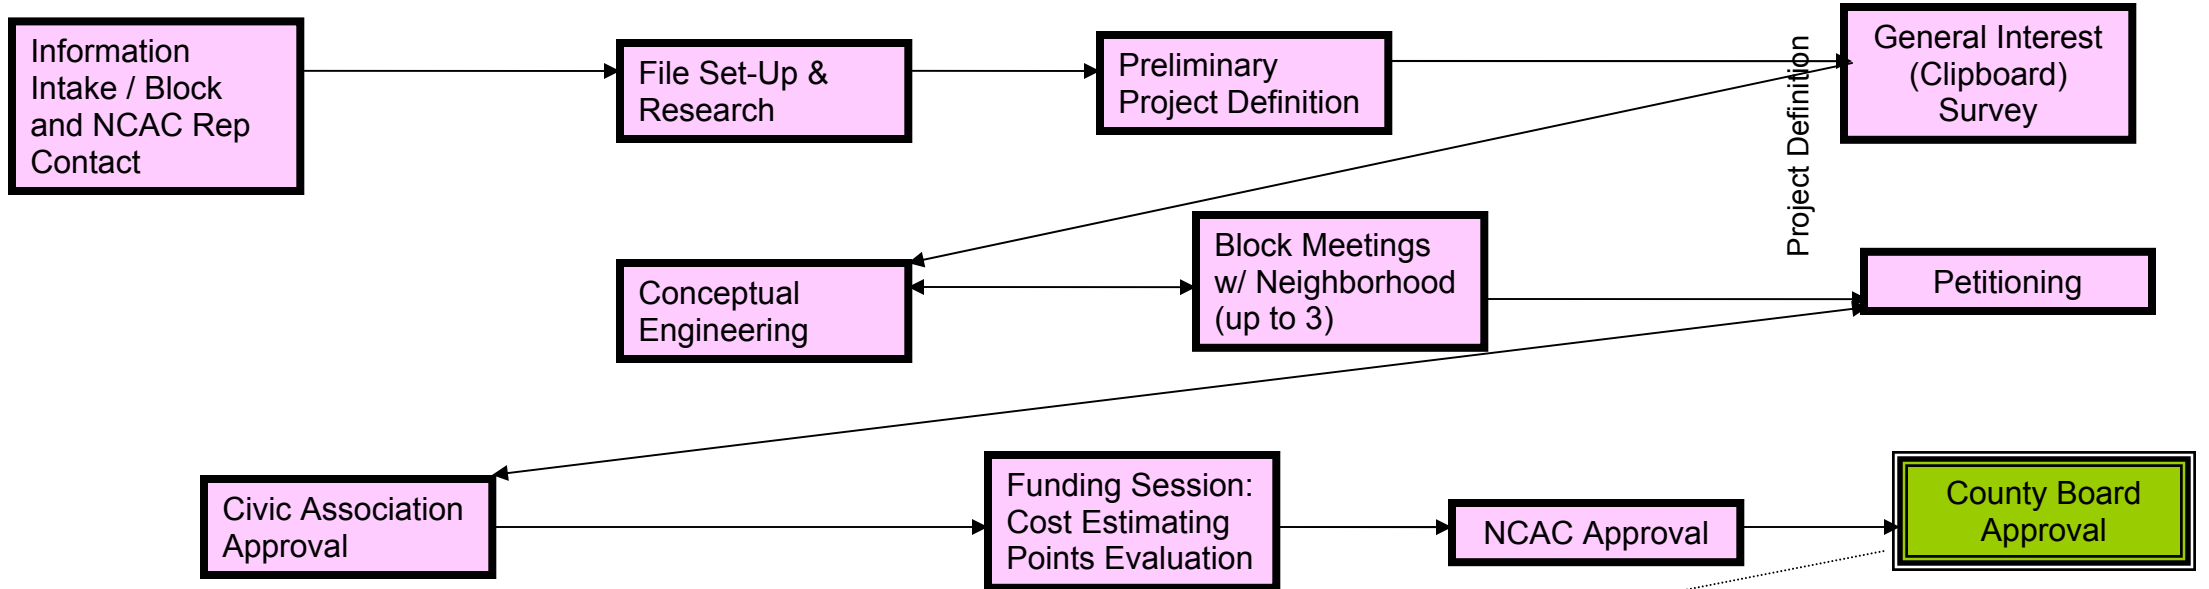 Information
Intake / Block
and NCAC Rep
Contact
File Set-Up &
Research
Preliminary
Project Definition
Project Definition
General Interest
(Clipboard)
Survey
Conceptual
Engineering
Block Meetings
w/ Neighborhood
(up to 3)
Petitioning
Civic Association
Approval
Funding Session:
Cost Estimating
Points Evaluation
NCAC Approval
County Board
Approval